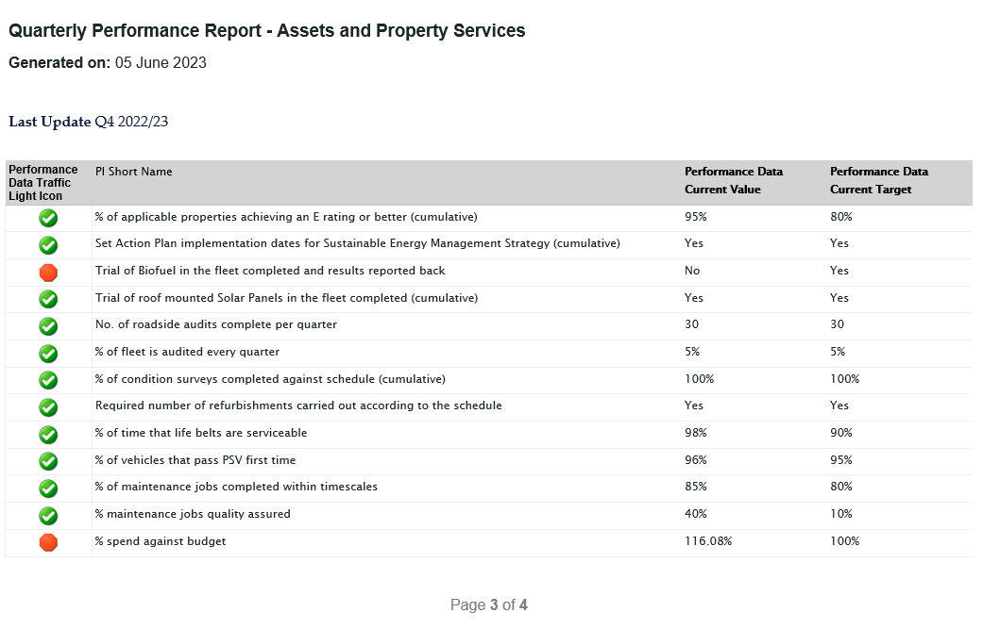 Quarterly Performance Report - Assets and Property Services
Generated on: 05 June 2023
Last Update Q4 2022/23
Performance Data Traffic Light Icon PI Short Name Performance Data Current Value Performance Data Current Target
% of applicable properties achieving an E rating or better (cumulative) 95% 80%
Set Action Plan implementation dates for Sustainable Energy Management Strategy (cumulative) Yes Yes
Trial of Biofuel in the fleet completed and results reported back No Yes
Trial of roof mounted Solar Panels in the fleet completed (cumulative) Yes Yes
No. of roadside audits complete per quarter 30 30
% of fleet is audited every quarter 5% 5%
% of condition surveys completed against schedule (cumulative) 100% 100%
Required number of refurbishments carried out according to the schedule Yes Yes
% of time that life belts are serviceable 98% 90%
% of vehicles that pass PSV first time 96% 95%
% of maintenance jobs completed within timescales 85% 80%
% maintenance jobs quality assured 40% 10%
% spend against budget 116.08% 100%
Page 3 of 4